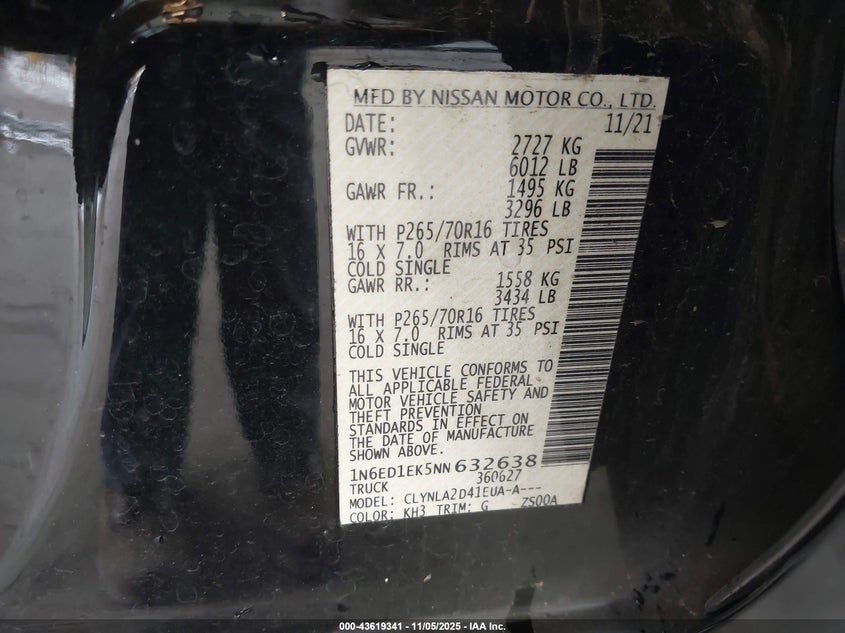 MFD BY NISSAN MOTOR CO., LTD.
DATE: 11/21
GVWR: 2727 KG
6012 LB
GAWR FR.: 1495 KG
3296 LB
WITH P265/70R16 TIRES
16 X 7.0 RIMS AT 35 PSI
COLD SINGLE
GAWR RR.: 1558 KG
3434 LB
WITH P265/70R16 TIRES
16 X 7.0 RIMS AT 35 PSI
COLD SINGLE
THIS VEHICLE CONFORMS TO
ALL APPLICABLE FEDERAL
MOTOR VEHICLE SAFETY AND
THEFT PREVENTION
STANDARDS IN EFFECT ON
THE DATE OF MANUFACTURE
SHOWN ABOVE.
1N6ED1EK5NN632638
TRUCK 360627
MODEL: CLYNLA2D41EUA-A---
COLOR: KH3 TRIM: G ZS00A
000-43619341 - 11/05/2025 - IAA Inc.